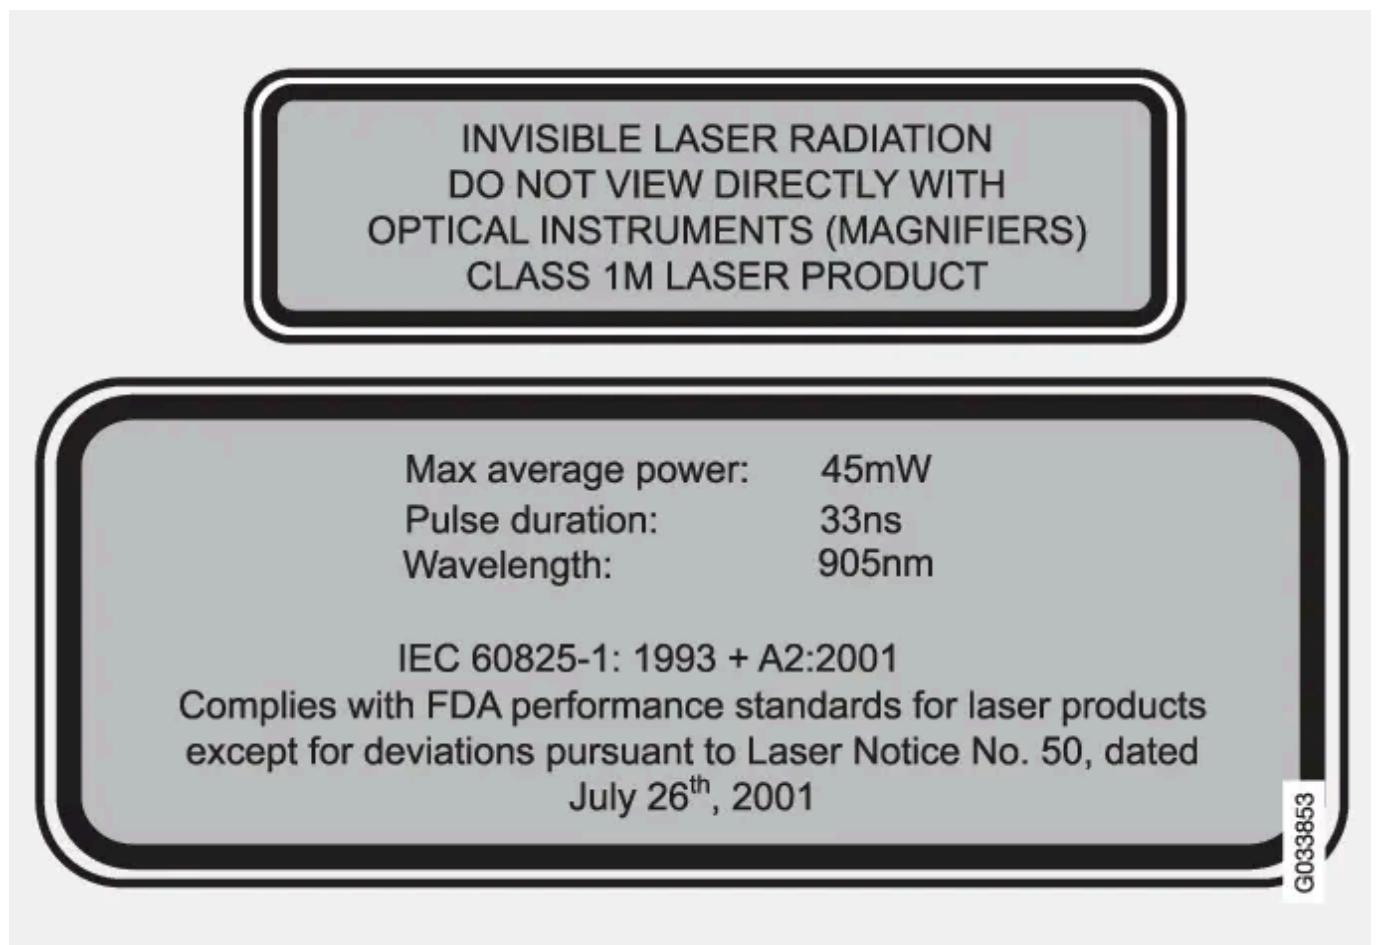 INVISIBLE LASER RADIATION
DO NOT VIEW DIRECTLY WITH
OPTICAL INSTRUMENTS (MAGNIFIERS)
CLASS 1M LASER PRODUCT
Max average power: 45mW
Pulse duration: 33ns
Wavelength: 905nm
IEC 60825-1: 1993 + A2:2001
Complies with FDA performance standards for laser products
except for deviations pursuant to Laser Notice No. 50, dated
July 26th, 2001
G033853